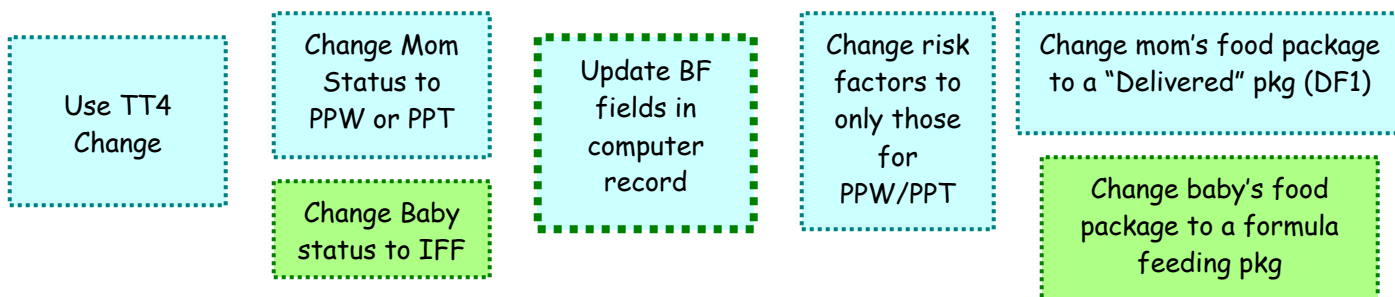 Use TT4
Change
Change Mom
Status to
PPW or PPT
Change Baby
status to IFF
Update BF
fields in
computer
record
Change risk
factors to
only those
for
PPW/PPT
Change mom’s food package
to a “Delivered” pkg (DF1)
Change baby’s food
package to a formula
feeding pkg